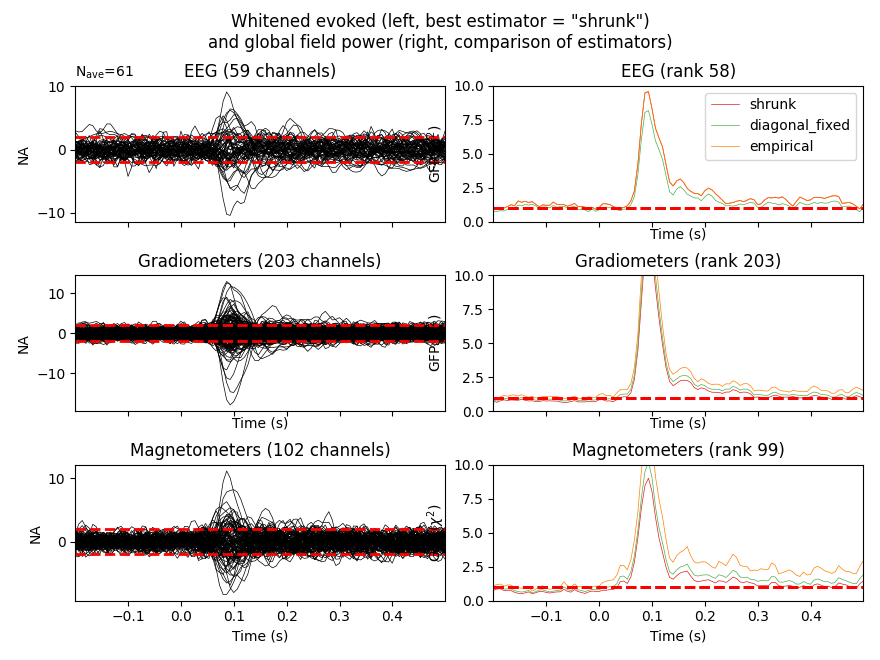 Whitened evoked (left, best estimator = "shrunk")
and global field power (right, comparison of estimators)
Nave=61
EEG (59 channels)
EEG (rank 58)
NA
10
0
−10
10.0
7.5
5.0
2.5
0.0
shrunk
diagonal_fixed
empirical
Time (s)
Gradiometers (203 channels)
Gradiometers (rank 203)
NA
10
0
−10
GFP
10.0
7.5
5.0
2.5
0.0
Time (s)
Time (s)
Magnetometers (102 channels)
Magnetometers (rank 99)
NA
10
0
χ²)
10.0
7.5
5.0
2.5
0.0
−0.1 0.0 0.1 0.2 0.3 0.4
−0.1 0.0 0.1 0.2 0.3 0.4
Time (s)
Time (s)